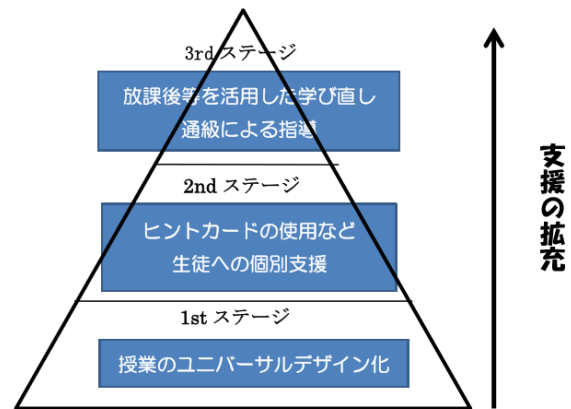 3rd ステージ
放課後等を活用した学び直し
通級による指導
2nd ステージ
ヒントカードの使用など
生徒への個別支援
1st ステージ
授業のユニバーサルデザイン化
支援の拡充